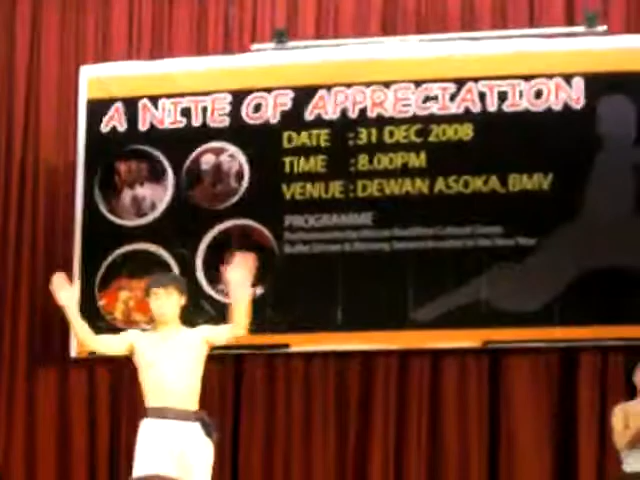 A NITE OF APPRECIATION
DATE : 31 DEC 2008
TIME : 8.00PM
VENUE : DEWAN ASOKA, BMV
PROGRAMME